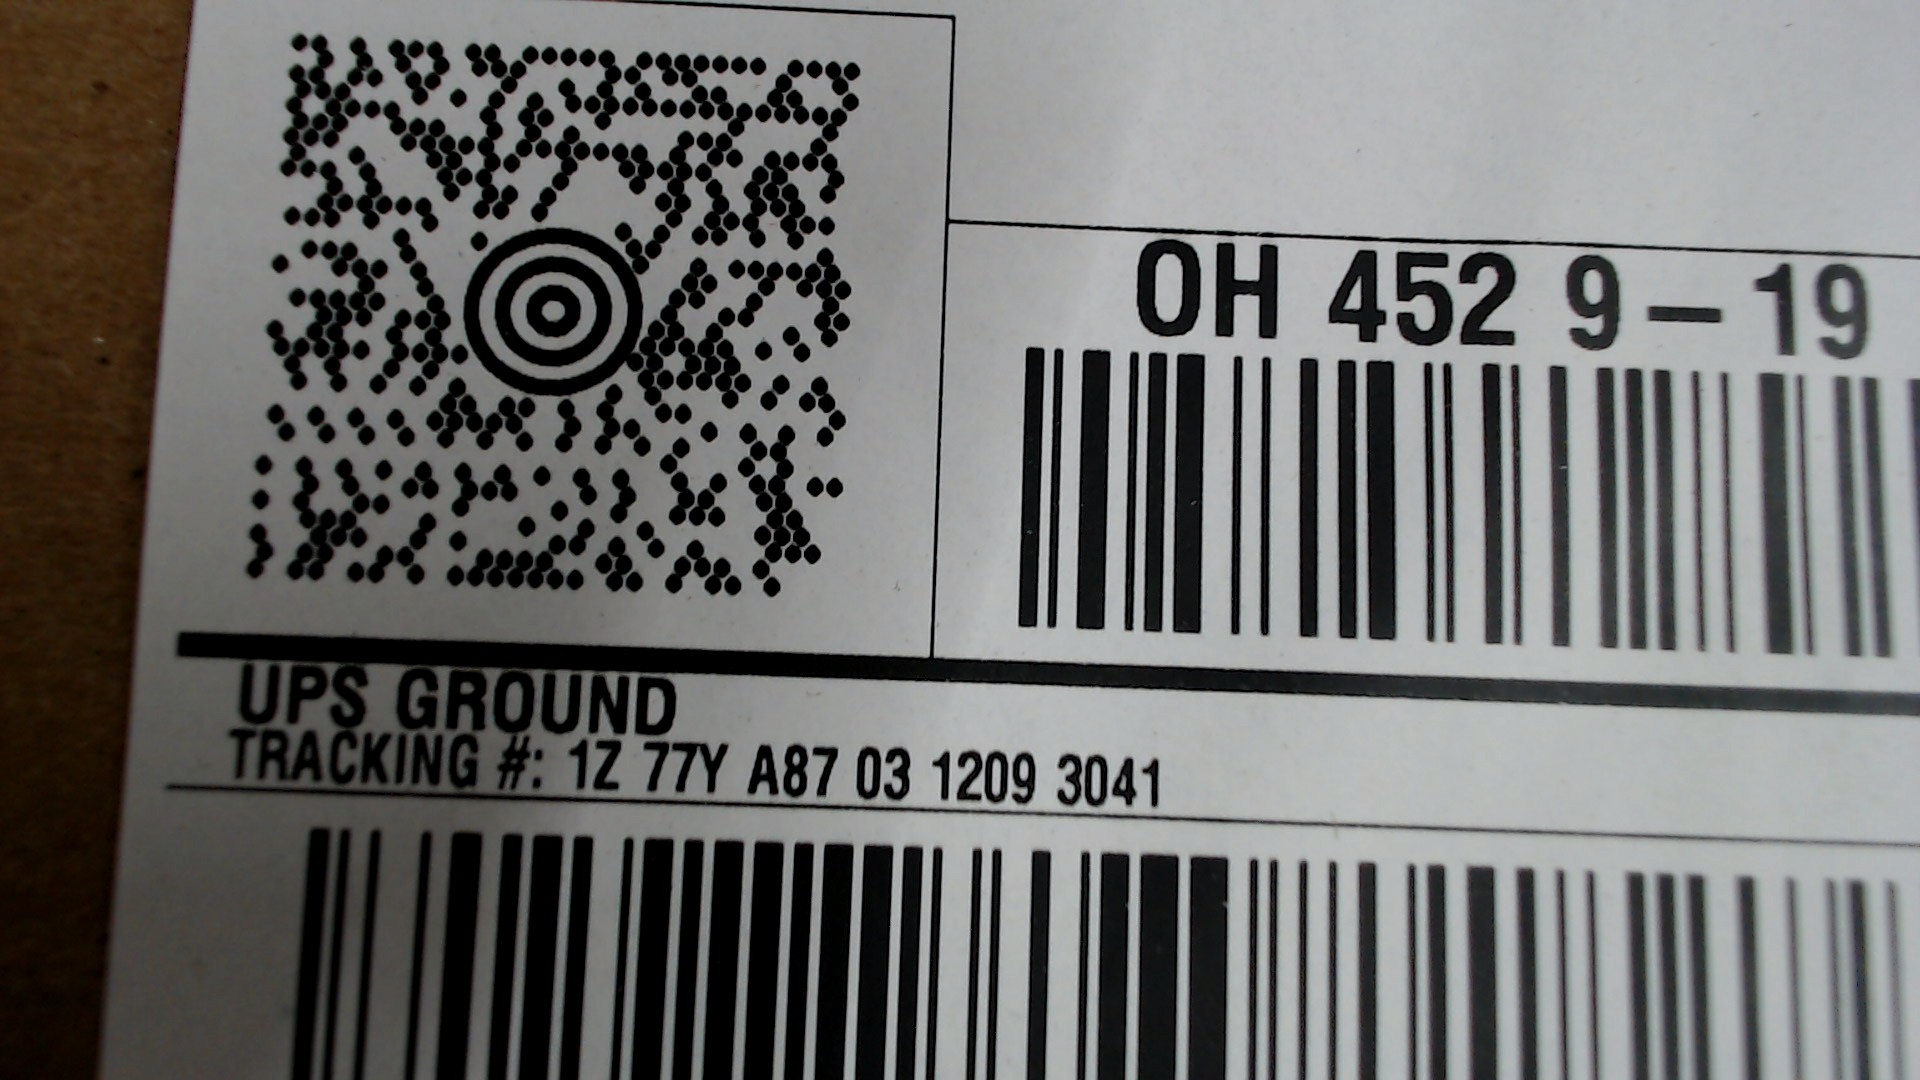 OH 452 9-19
UPS GROUND
TRACKING #: 1Z 77Y A87 03 1209 3041